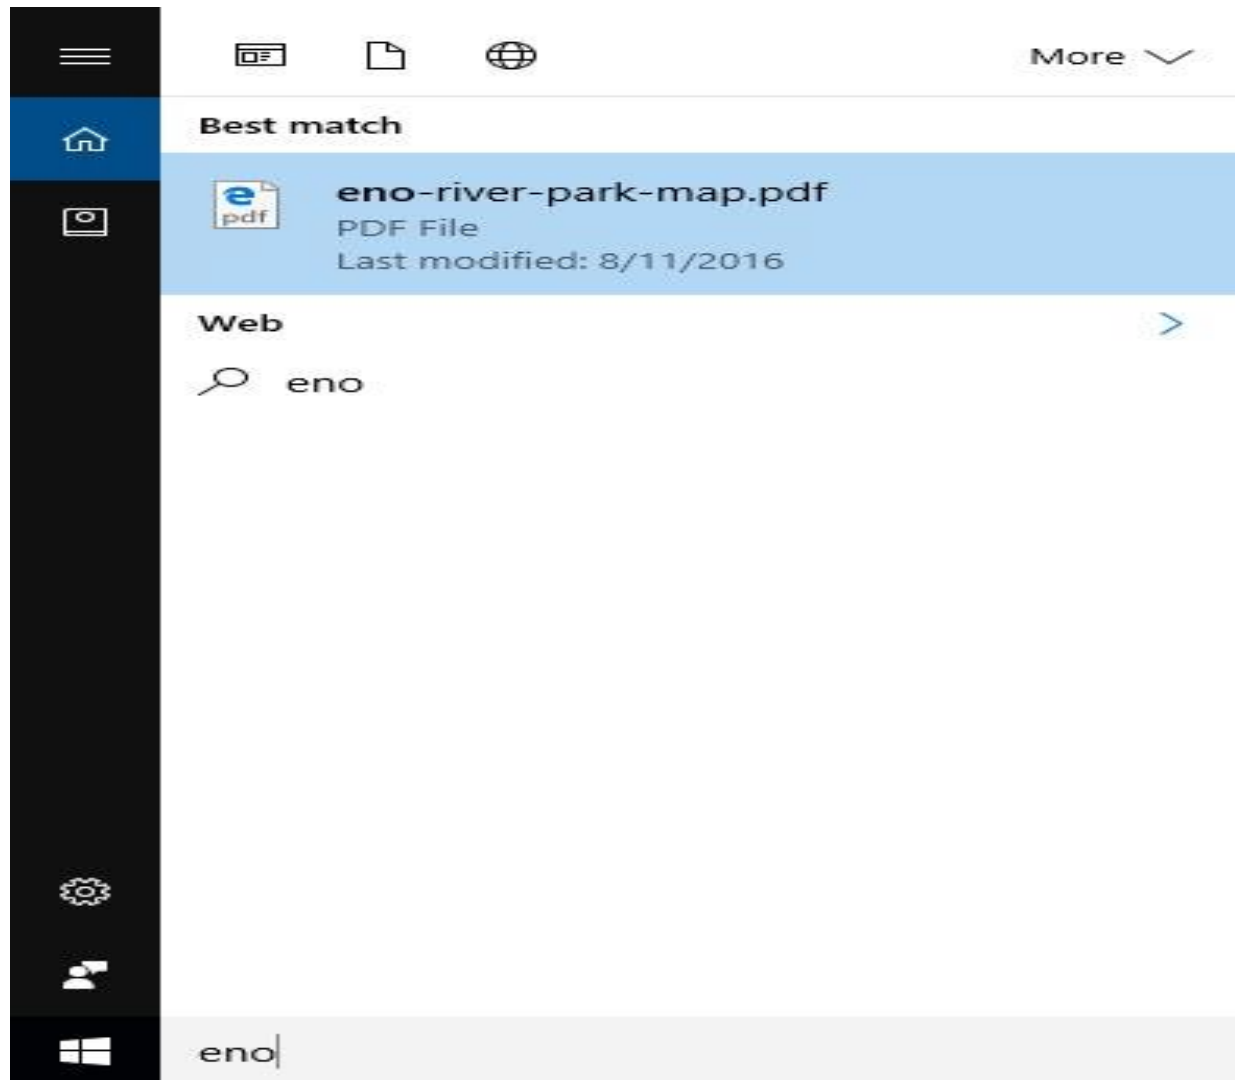 More
Best match
eno-river-park-map.pdf
pdf
PDF File
Last modified: 8/11/2016
Web
eno
eno